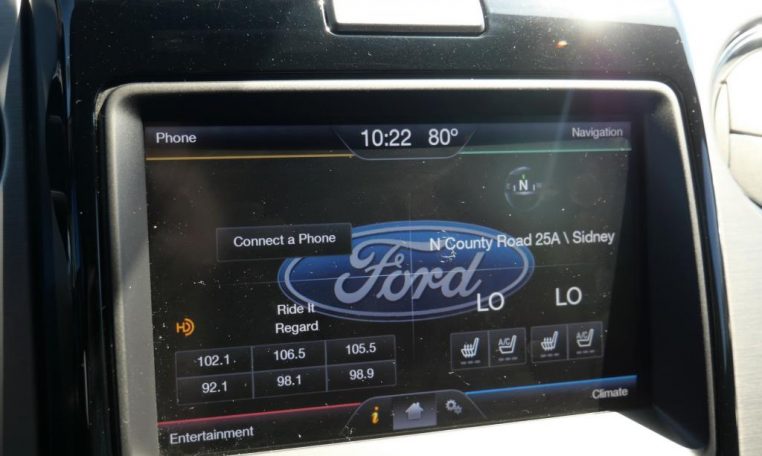 Phone 10:22 80° Navigation
N
Connect a Phone
N County Road 25A \ Sidney
Ford
LO LO
Ride It
Regard
HD
A/C A/C
102.1 106.5 105.5
92.1 98.1 98.9
Climate
i
Entertainment